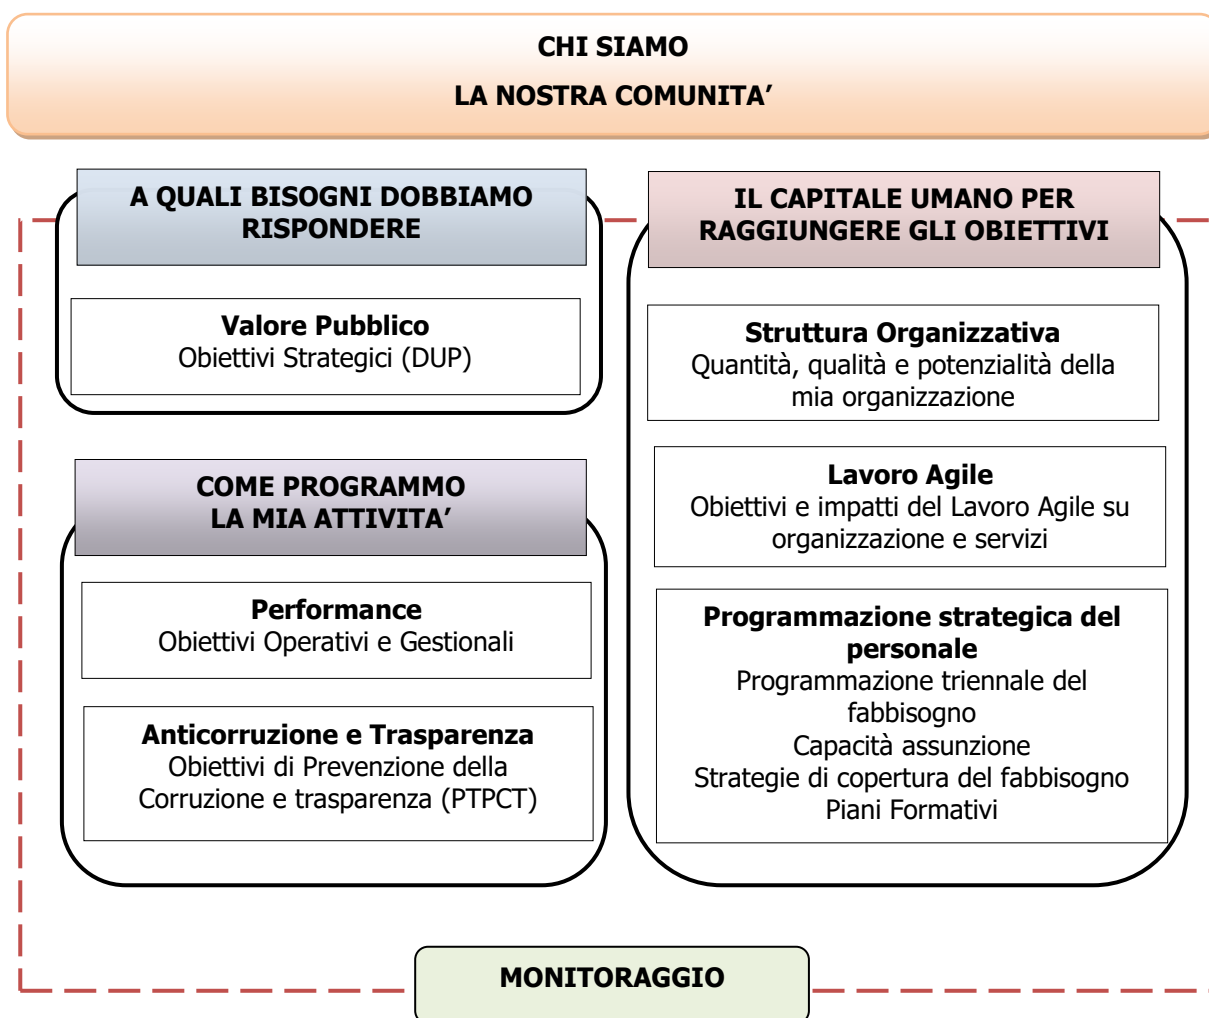 CHI SIAMO
LA NOSTRA COMUNITA’
A QUALI BISOGNI DOBBIAMO
RISPONDERE
Valore Pubblico
Obiettivi Strategici (DUP)
COME PROGRAMMO
LA MIA ATTIVITA’
Performance
Obiettivi Operativi e Gestionali
Anticorruzione e Trasparenza
Obiettivi di Prevenzione della
Corruzione e trasparenza (PTPCT)
IL CAPITALE UMANO PER
RAGGIUNGERE GLI OBIETTIVI
Struttura Organizzativa
Quantità, qualità e potenzialità della
mia organizzazione
Lavoro Agile
Obiettivi e impatti del Lavoro Agile su
organizzazione e servizi
Programmazione strategica del
personale
Programmazione triennale del
fabbisogno
Capacità assunzione
Strategie di copertura del fabbisogno
Piani Formativi
MONITORAGGIO